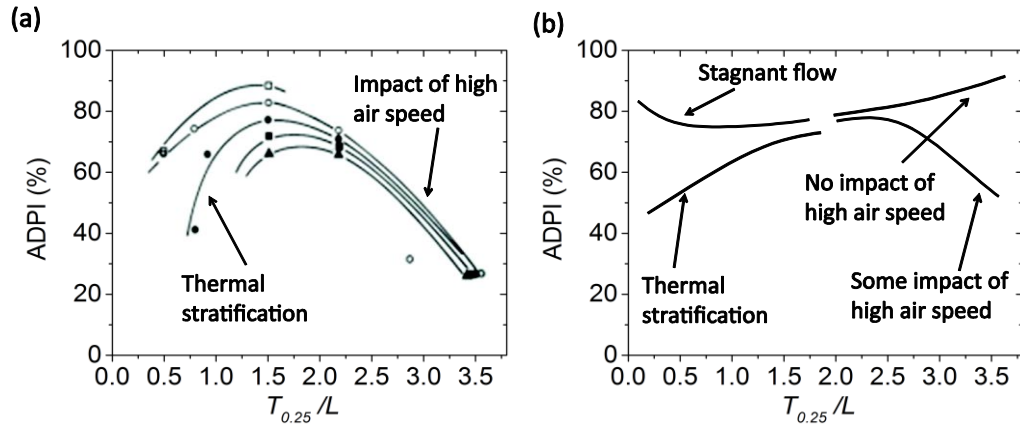 (a)
100
80
60
40
20
0
ADPI (%)
0.0 0.5 1.0 1.5 2.0 2.5 3.0 3.5
T0.25 /L
Impact of high
air speed
Thermal
stratification
(b)
100
80
60
40
20
0
ADPI (%)
0.0 0.5 1.0 1.5 2.0 2.5 3.0 3.5
T0.25 /L
Stagnant flow
No impact of
high air speed
Thermal
stratification
Some impact of
high air speed